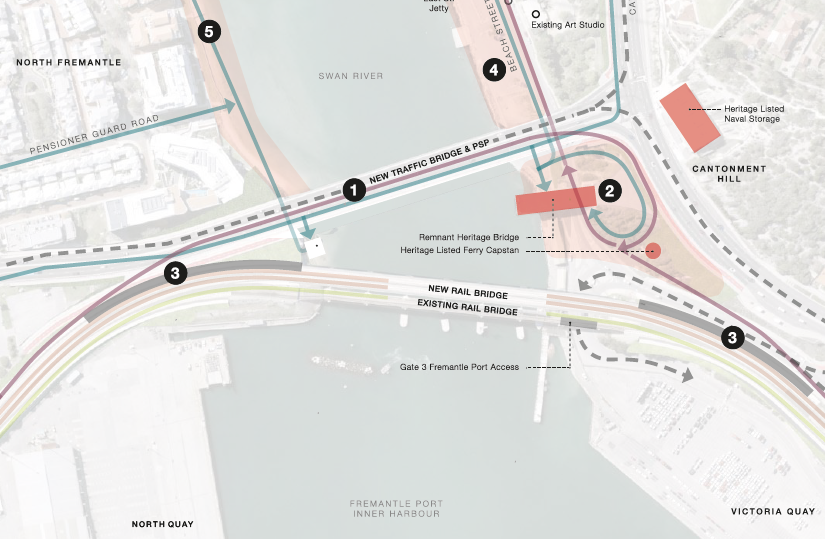 Jetty
BEACH STREET
CA
Existing Art Studio
5
NORTH FREMANTLE
SWAN RIVER
4
Heritage Listed
Naval Storage
PENSIONER GUARD ROAD
NEW TRAFFIC BRIDGE & PSP
CANTONMENT
HILL
1
2
Remnant Heritage Bridge
Heritage Listed Ferry Capstan
3
NEW RAIL BRIDGE
EXISTING RAIL BRIDGE
3
Gate 3 Fremantle Port Access
FREMANTLE PORT
INNER HARBOUR
NORTH QUAY
VICTORIA QUAY